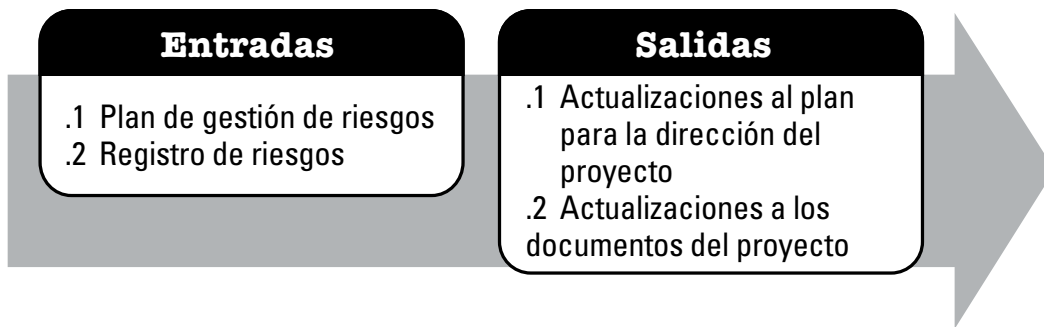 Entradas
.1 Plan de gestión de riesgos
.2 Registro de riesgos
Salidas
.1 Actualizaciones al plan
para la dirección del
proyecto
.2 Actualizaciones a los
documentos del proyecto